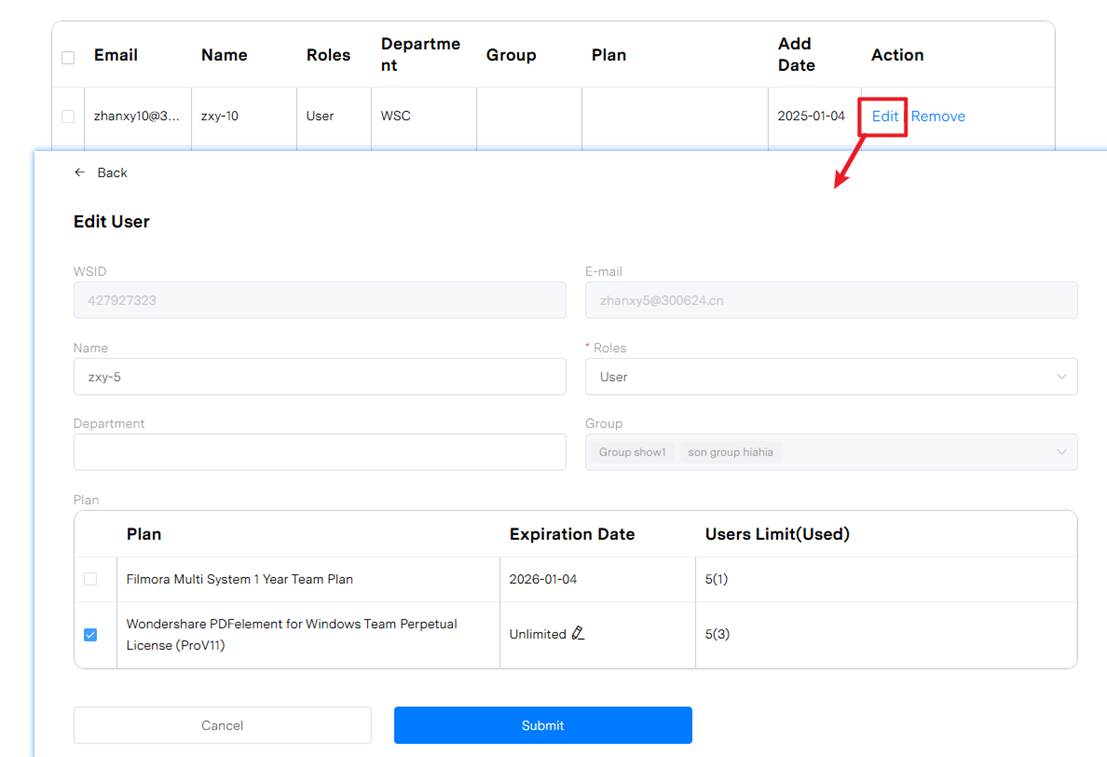 Email Name Roles Departme
nt Group Plan Add
Date Action
zhanxy10@3... zxy-10 User WSC 2025-01-04 Edit Remove
← Back
Edit User
WSID E-mail
427927323 zhanxy5@300624.cn
Name * Roles
zxy-5 User
Department Group
Group show1 son group hiahia
Plan
Plan Expiration Date Users Limit(Used)
Filmora Multi System 1 Year Team Plan 2026-01-04 5(1)
Wondershare PDFelement for Windows Team Perpetual
License (ProV11) Unlimited 5(3)
Cancel Submit